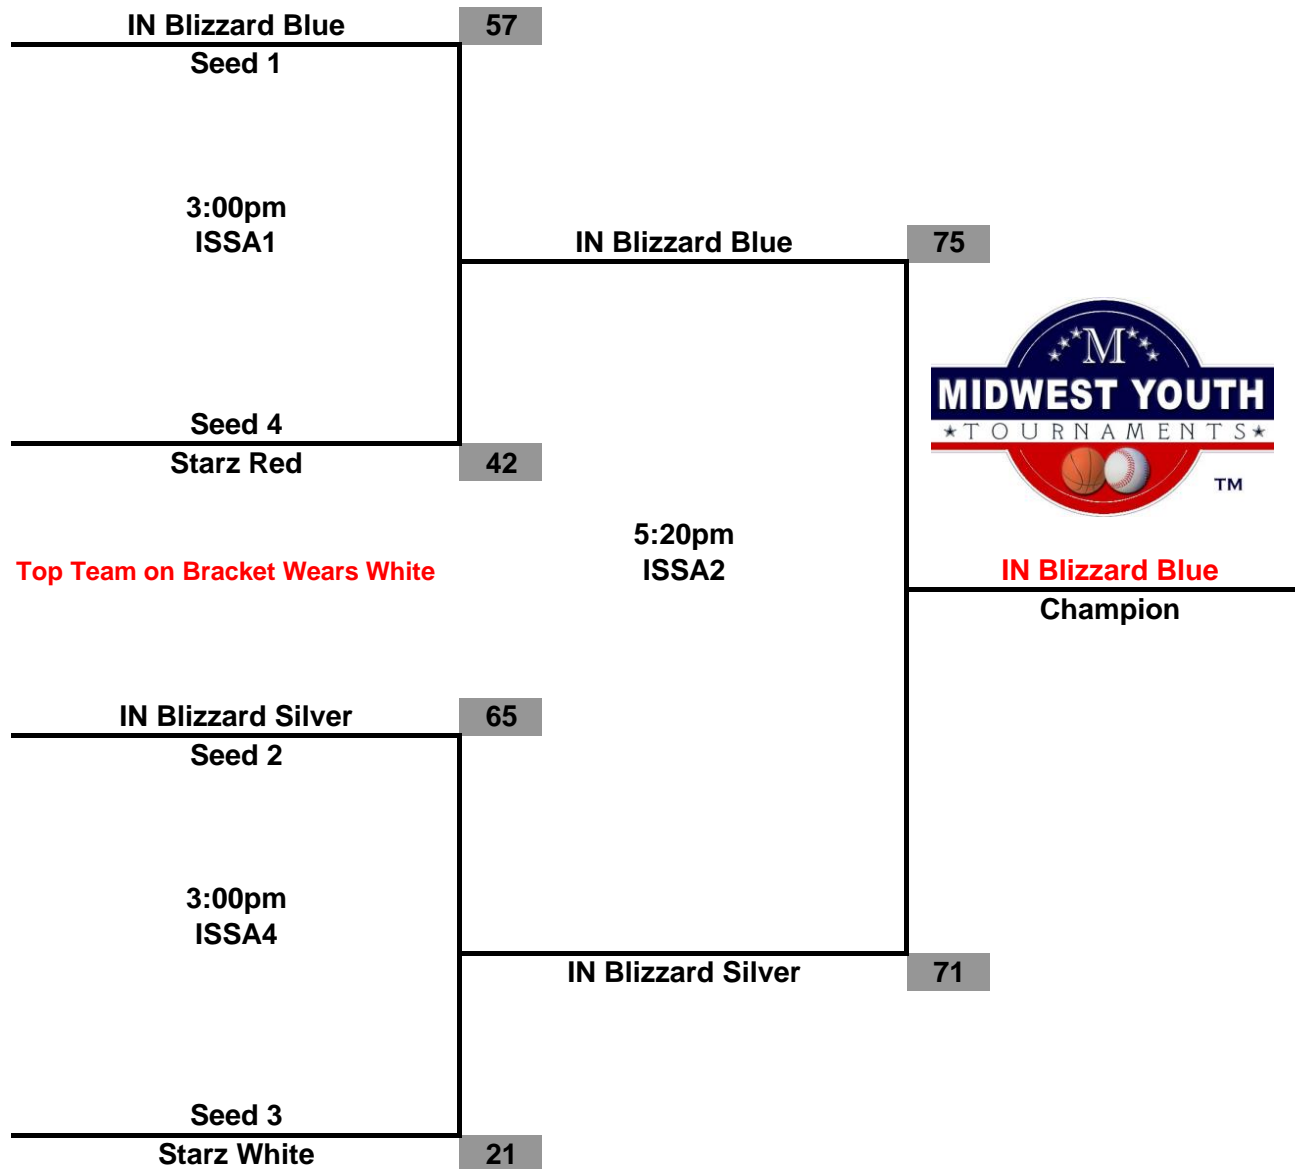 IN Blizzard Blue 57
Seed 1
3:00pm
ISSA1
IN Blizzard Blue 75
M
MIDWEST YOUTH
TOURNAMENTS
TM
Seed 4
Starz Red 42
5:20pm
Top Team on Bracket Wears White
ISSA2
IN Blizzard Blue
Champion
IN Blizzard Silver 65
Seed 2
3:00pm
ISSA4
IN Blizzard Silver 71
Seed 3
Starz White 21